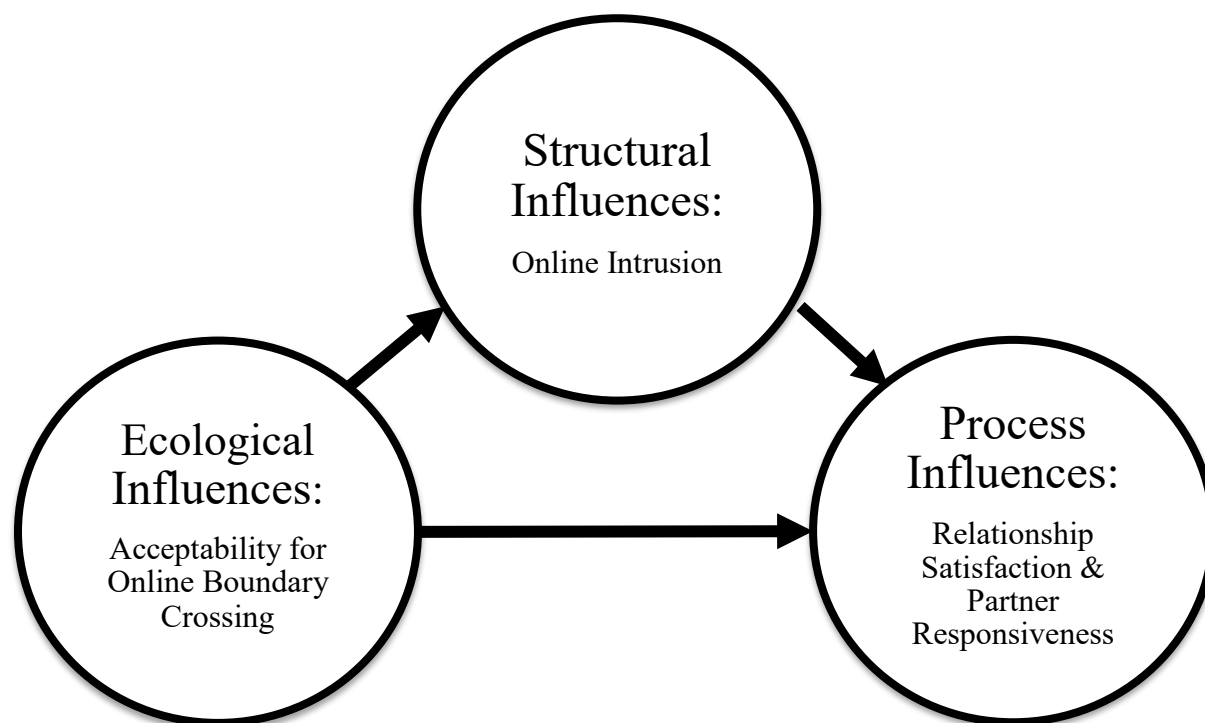 Structural
Influences:
Online Intrusion
Ecological
Influences:
Acceptability for
Online Boundary
Crossing
Process
Influences:
Relationship
Satisfaction &
Partner
Responsiveness